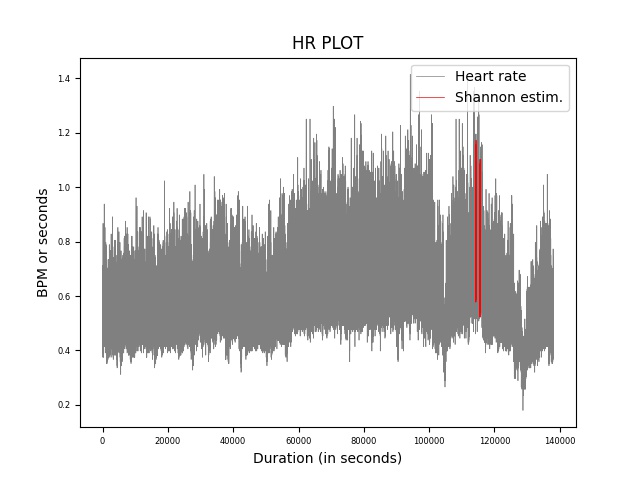 HR PLOT
Heart rate
Shannon estim.
BPM or seconds
1.4
1.2
1.0
0.8
0.6
0.4
0.2
0 20000 40000 60000 80000 100000 120000 140000
Duration (in seconds)